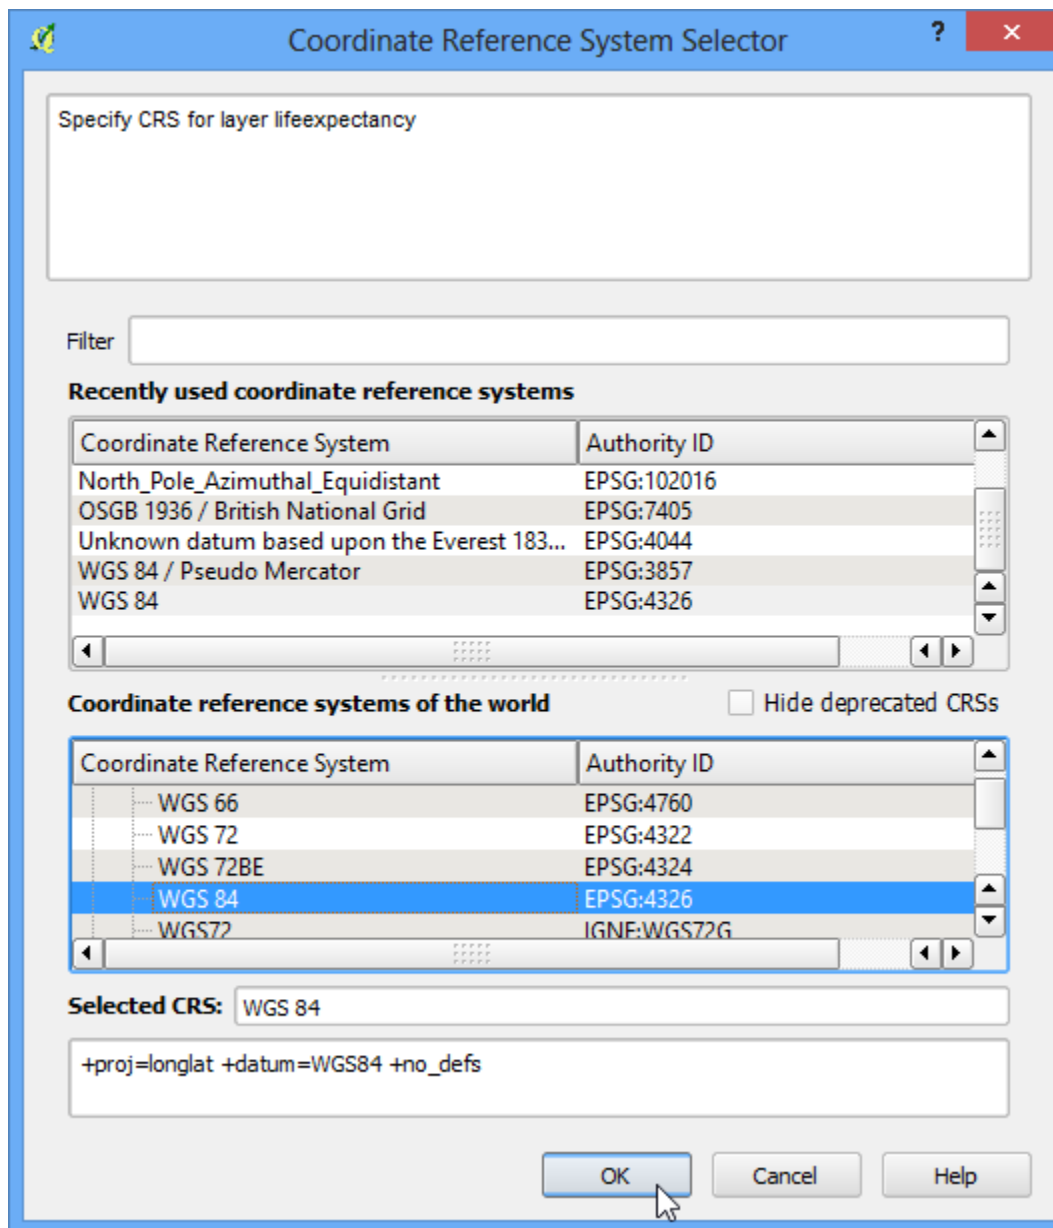 Coordinate Reference System Selector ? ×
Specify CRS for layer lifeexpectancy
Filter
Recently used coordinate reference systems
Coordinate Reference System Authority ID
North_Pole_Azimuthal_Equidistant EPSG:102016
OSGB 1936 / British National Grid EPSG:7405
Unknown datum based upon the Everest 183... EPSG:4044
WGS 84 / Pseudo Mercator EPSG:3857
WGS 84 EPSG:4326
Coordinate reference systems of the world Hide deprecated CRSs
Coordinate Reference System Authority ID
WGS 66 EPSG:4760
WGS 72 EPSG:4322
WGS 72BE EPSG:4324
WGS 84 EPSG:4326
WGS72 IGNF:WGS72G
Selected CRS: WGS 84
+proj=longlat +datum=WGS84 +no_defs
OK Cancel Help